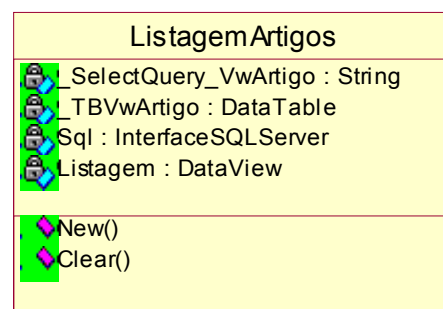 ListagemArtigos
_SelectQuery_VwArtigo : String
_TBVwArtigo : DataTable
Sql : InterfaceSQLServer
Listagem : DataView
New()
Clear()